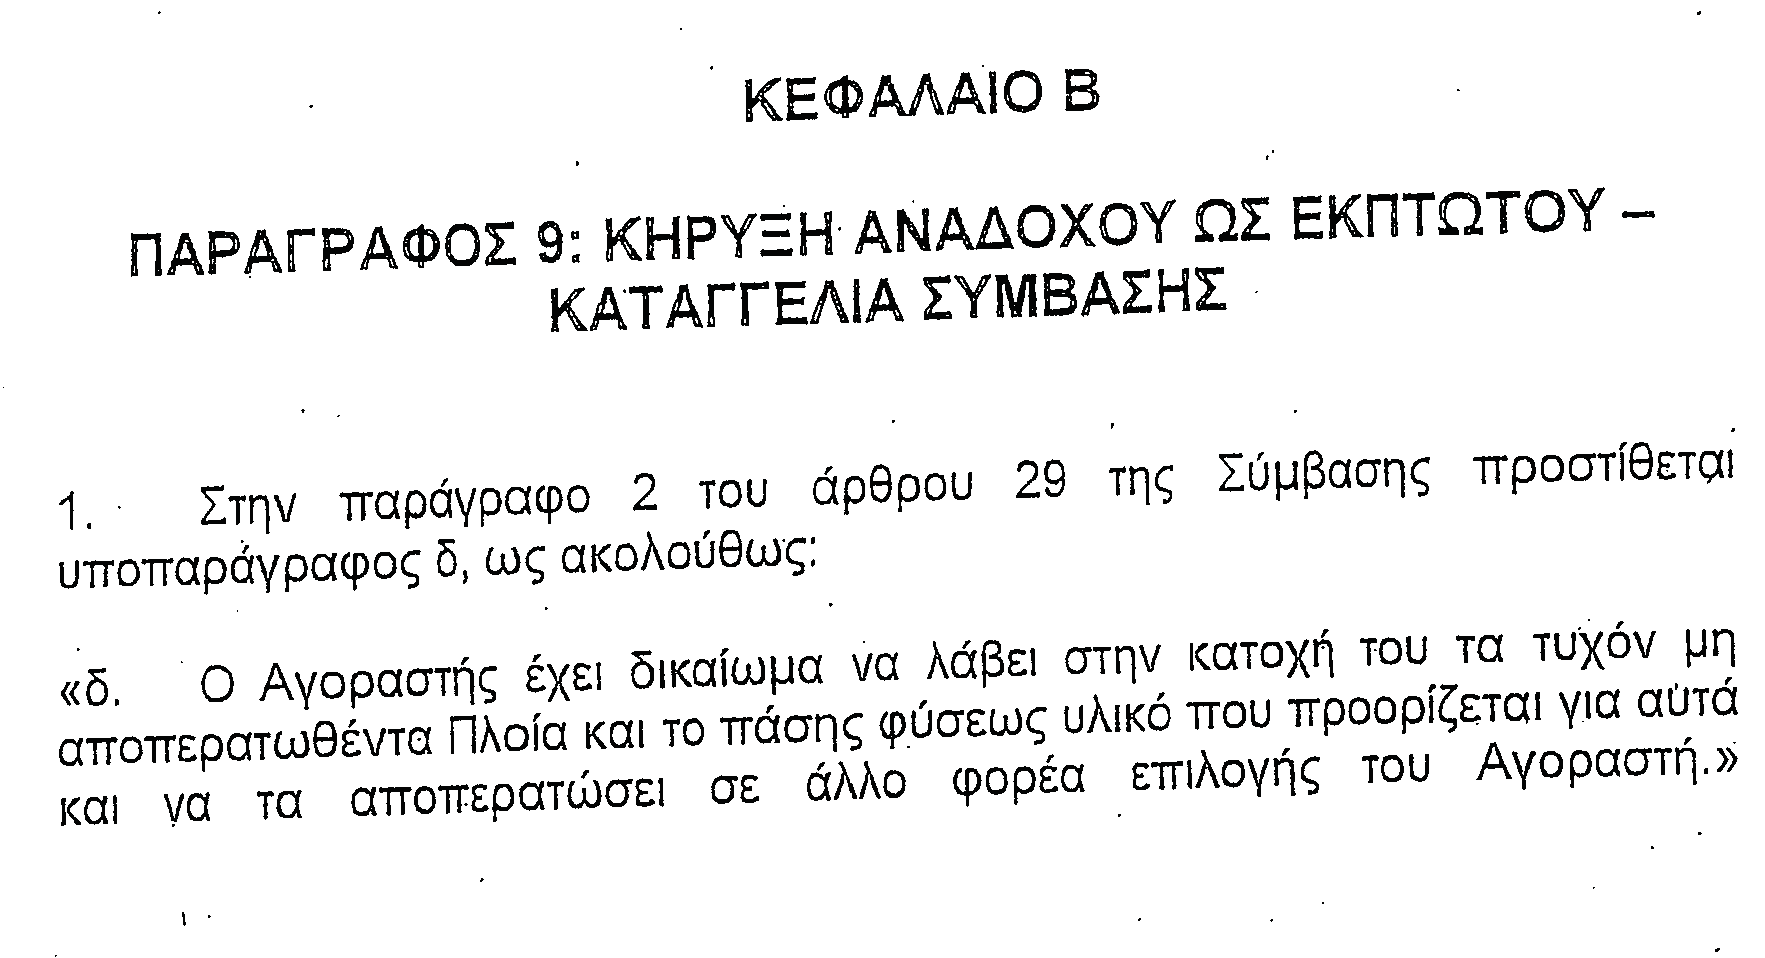 ΚΕΦΑΛΑΙΟ Β
ΠΑΡΑΓΡΑΦΟΣ 9: ΚΗΡΥΞΗ ΑΝΑΔΟΧΟΥ ΩΣ ΕΚΠΤΩΤΟΥ –
ΚΑΤΑΓΓΕΛΙΑ ΣΥΜΒΑΣΗΣ
1. Στην παράγραφο 2 του άρθρου 29 της Σύμβασης προστίθεται
υποπαράγραφος δ, ως ακολούθως:
«δ. Ο Αγοραστής έχει δικαίωμα να λάβει στην κατοχή του τα τυχόν μη
αποπερατωθέντα Πλοία και το πάσης φύσεως υλικό που προορίζεται για αυτά
και να τα αποπερατώσει σε άλλο φορέα επιλογής του Αγοραστή.»